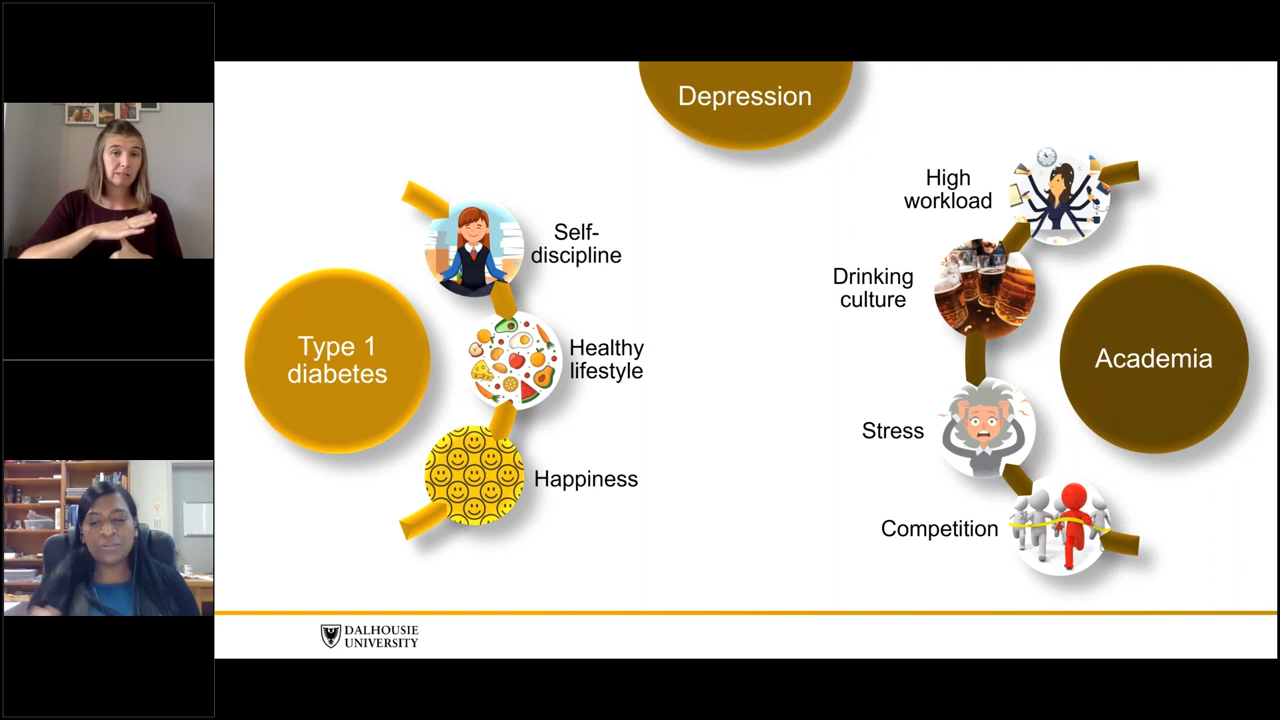 Depression
Type 1
diabetes
Self-
discipline
Healthy
lifestyle
Happiness
High
workload
Drinking
culture
Stress
Competition
Academia
DALHOUSIE
UNIVERSITY